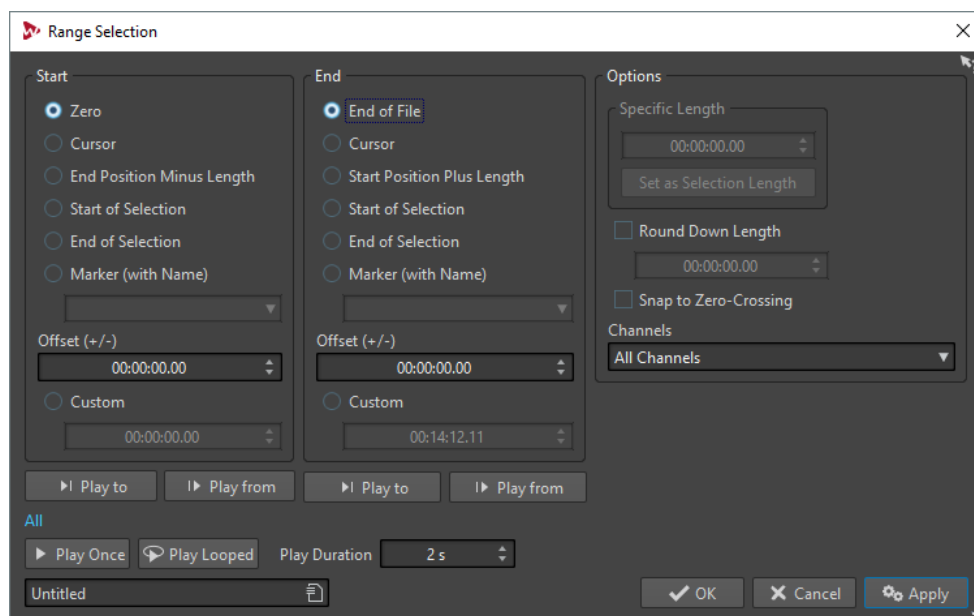 Range Selection
Start
Zero
Cursor
End Position Minus Length
Start of Selection
End of Selection
Marker (with Name)
Offset (+/-)
00:00:00.00
Custom
00:00:00.00
Play to
Play from
End
End of File
Cursor
Start Position Plus Length
Start of Selection
End of Selection
Marker (with Name)
Offset (+/-)
00:00:00.00
Custom
00:14:12.11
Play to
Play from
Options
Specific Length
00:00:00.00
Set as Selection Length
Round Down Length
00:00:00.00
Snap to Zero-Crossing
Channels
All Channels
All
Play Once
Play Looped
Play Duration
2 s
Untitled
OK
Cancel
Apply